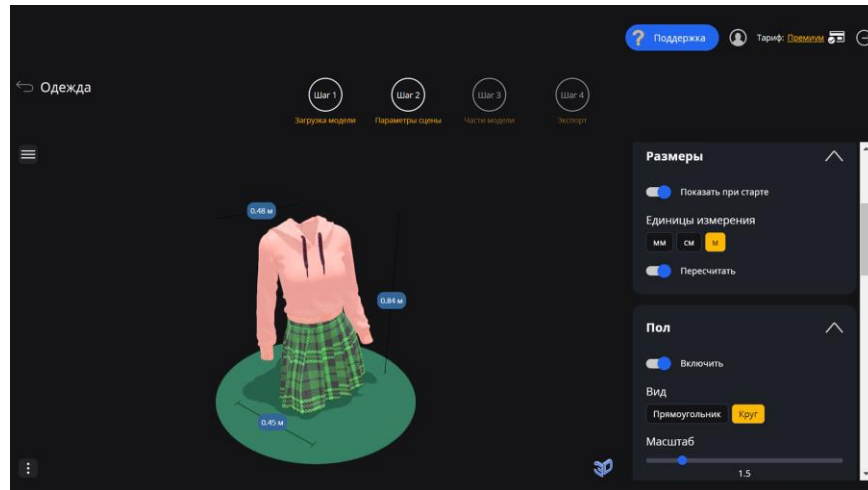 ? Поддержка
Тариф: Премиум
Одежда
Шаг 1
Шаг 2
Шаг 3
Шаг 4
Загрузка модели
Параметры сцены
Части модели
Экспорт
Размеры
Показать при старте
0.48 м
Единицы измерения
мм см м
Пересчитать
0.84 м
Пол
Включить
Вид
Прямоугольник Круг
0.45 м
Масштаб
1.5
3D